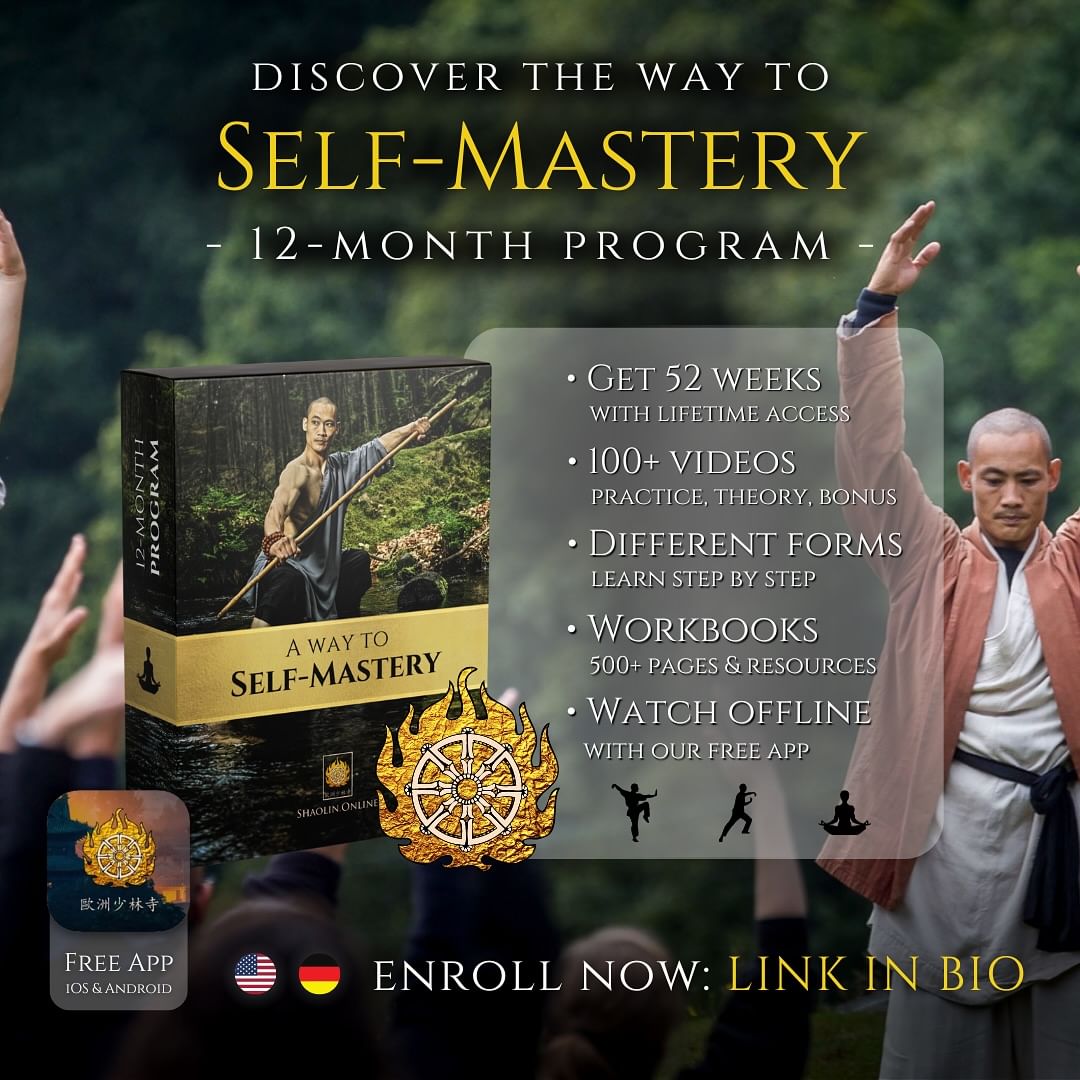 DISCOVER THE WAY TO
SELF-MASTERY
- 12-MONTH PROGRAM -
• GET 52 WEEKS
WITH LIFETIME ACCESS
• 100+ VIDEOS
PRACTICE, THEORY, BONUS
• DIFFERENT FORMS
LEARN STEP BY STEP
• WORKBOOKS
500+ PAGES & RESOURCES
• WATCH OFFLINE
WITH OUR FREE APP
12-MONTH
PROGRAM
A WAY TO
SELF-MASTERY
SHAOLIN ONLINE
歐洲少林寺
FREE APP
IOS & ANDROID
ENROLL NOW: LINK IN BIO